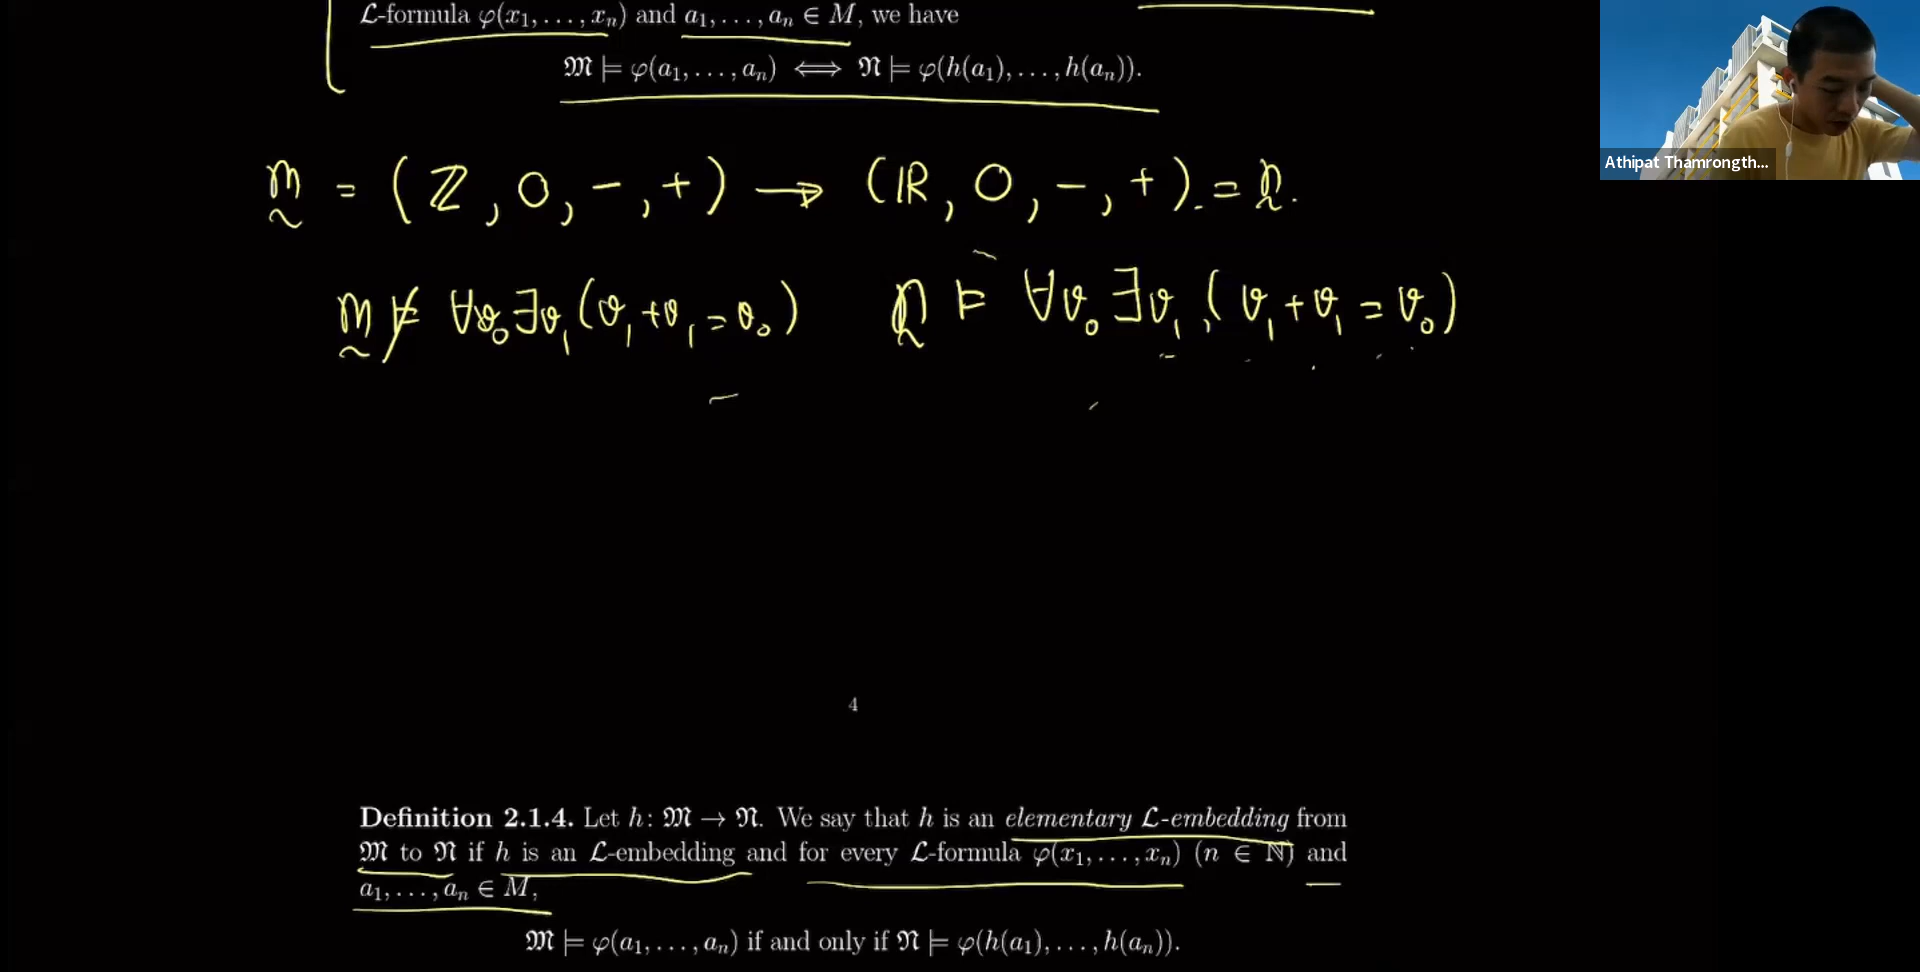 ℒ-formula φ(x₁, . . . , xₙ) and a₁, . . . , aₙ ∈ M, we have
𝔐 ⊨ φ(a₁, . . . , aₙ) ⟺ 𝔑 ⊨ φ(h(a₁), . . . , h(aₙ)).
Athipat Thamrongth...
𝔐 = (ℤ, 0, −, +) → (ℝ, 0, −, +). = 𝔑.
𝔐 ⊭ ∀v₀∃v₁(v₁+v₁=v₀) 𝔑 ⊨ ∀v₀∃v₁(v₁+v₁=v₀)
4
Definition 2.1.4. Let h: 𝔐 → 𝔑. We say that h is an elementary ℒ-embedding from
𝔐 to 𝔑 if h is an ℒ-embedding and for every ℒ-formula φ(x₁, . . . , xₙ) (n ∈ ℕ) and
a₁, . . . , aₙ ∈ M,
𝔐 ⊨ φ(a₁, . . . , aₙ) if and only if 𝔑 ⊨ φ(h(a₁), . . . , h(aₙ)).